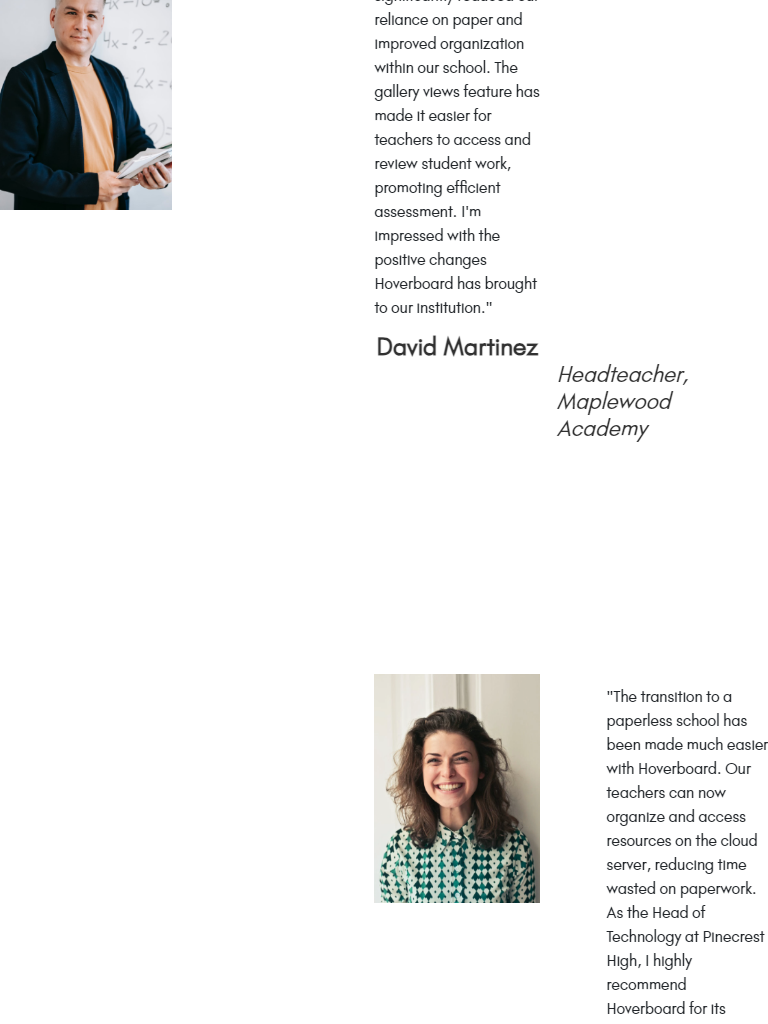 reliance on paper and
improved organization
within our school. The
gallery views feature has
made it easier for
teachers to access and
review student work,
promoting efficient
assessment. I'm
impressed with the
positive changes
Hoverboard has brought
to our institution."
David Martinez
Headteacher,
Maplewood
Academy
"The transition to a
paperless school has
been made much easier
with Hoverboard. Our
teachers can now
organize and access
resources on the cloud
server, reducing time
wasted on paperwork.
As the Head of
Technology at Pinecrest
High, I highly
recommend
Hoverboard for its